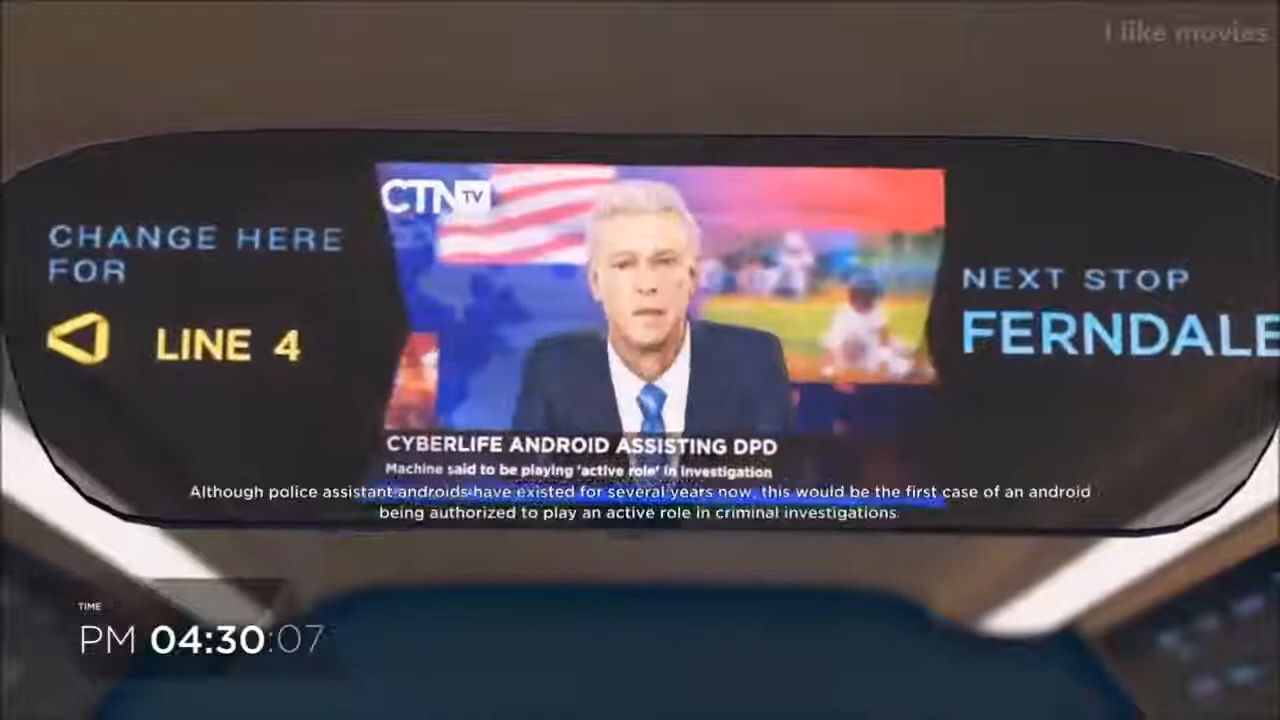 I like movies
CTN TV
CHANGE HERE
FOR
LINE 4
NEXT STOP
FERNDALE
CYBERLIFE ANDROID ASSISTING DPD
Machine said to be playing 'active role' in investigation
Although police assistant androids have existed for several years now, this would be the first case of an android
being authorized to play an active role in criminal investigations.
TIME
PM 04:30:07